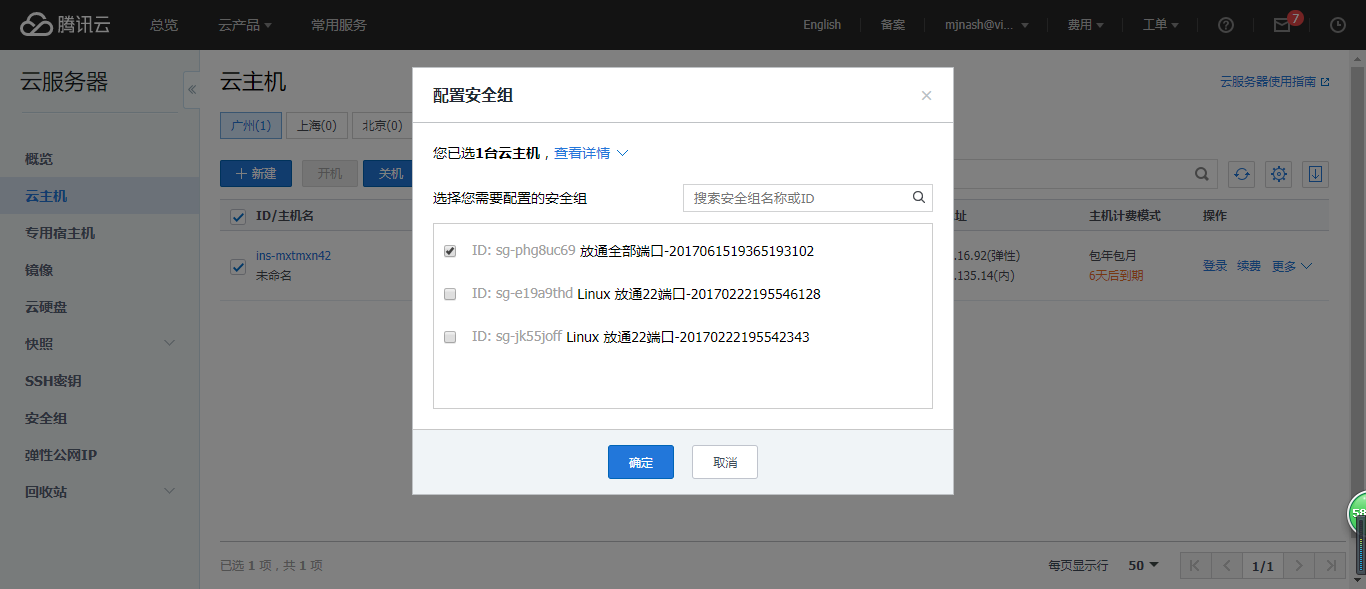 腾讯云 总览 云产品 常用服务 English 备案 mjnash@vi... 费用 工单 7
云服务器
云主机
云服务器使用指南
广州(1) 上海(0) 北京(0)
+ 新建 开机 关机
ID/主机名 址 主机计费模式 操作
ins-mxtmxn42 .16.92(弹性) 包年包月
未命名 .135.14(内) 6天后到期
登录 续费 更多
概览
云主机
专用宿主机
镜像
云硬盘
快照
SSH密钥
安全组
弹性公网IP
回收站
配置安全组
您已选1台云主机，查看详情
选择您需要配置的安全组 搜索安全组名称或ID
ID: sg-phg8uc69 放通全部端口-2017061519365193102
ID: sg-e19a9thd Linux 放通22端口-20170222195546128
ID: sg-jk55joff Linux 放通22端口-20170222195542343
确定 取消
已选 1 项，共 1 项 每页显示行 50 1/1
58